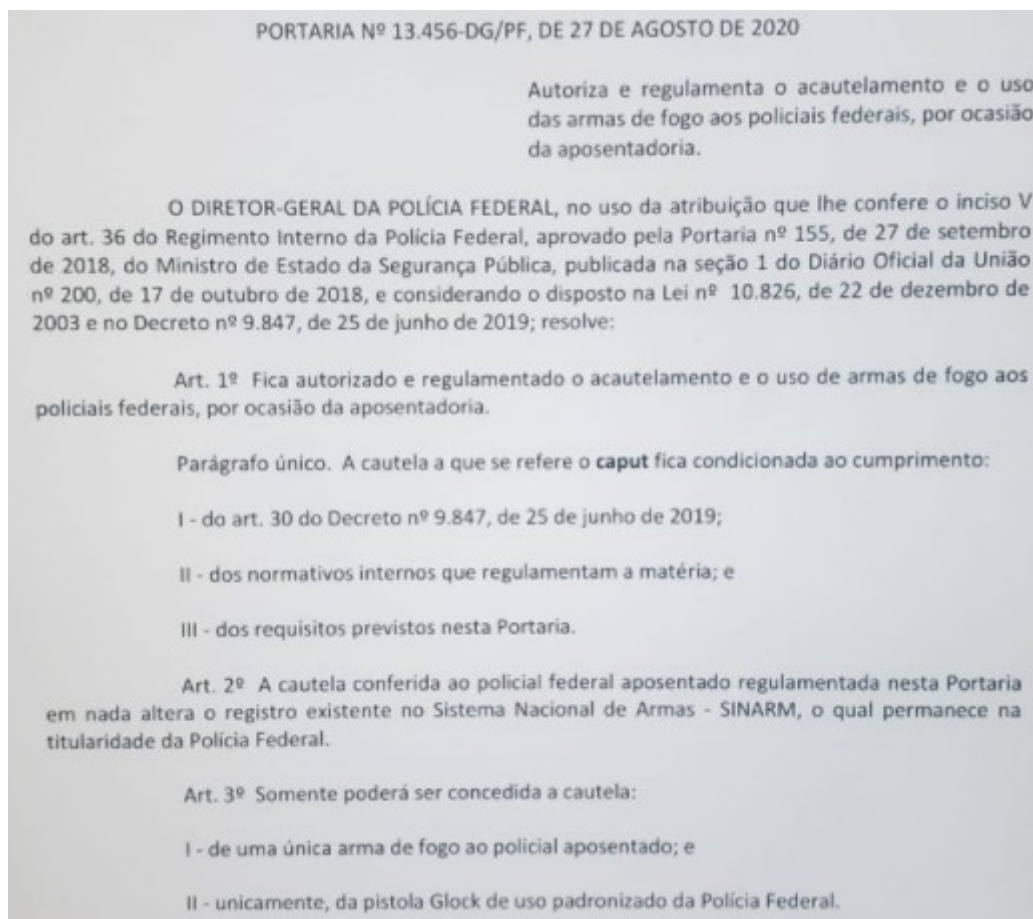 PORTARIA Nº 13.456-DG/PF, DE 27 DE AGOSTO DE 2020
Autoriza e regulamenta o acautelamento e o uso
das armas de fogo aos policiais federais, por ocasião
da aposentadoria.
O DIRETOR-GERAL DA POLÍCIA FEDERAL, no uso da atribuição que lhe confere o inciso V
do art. 36 do Regimento Interno da Polícia Federal, aprovado pela Portaria nº 155, de 27 de setembro
de 2018, do Ministro de Estado da Segurança Pública, publicada na seção 1 do Diário Oficial da União
nº 200, de 17 de outubro de 2018, e considerando o disposto na Lei nº 10.826, de 22 de dezembro de
2003 e no Decreto nº 9.847, de 25 de junho de 2019; resolve:
Art. 1º Fica autorizado e regulamentado o acautelamento e o uso de armas de fogo aos
policiais federais, por ocasião da aposentadoria.
Parágrafo único. A cautela a que se refere o caput fica condicionada ao cumprimento:
I - do art. 30 do Decreto nº 9.847, de 25 de junho de 2019;
II - dos normativos internos que regulamentam a matéria; e
III - dos requisitos previstos nesta Portaria.
Art. 2º A cautela conferida ao policial federal aposentado regulamentada nesta Portaria
em nada altera o registro existente no Sistema Nacional de Armas - SINARM, o qual permanece na
titularidade da Polícia Federal.
Art. 3º Somente poderá ser concedida a cautela:
I - de uma única arma de fogo ao policial aposentado; e
II - unicamente, da pistola Glock de uso padronizado da Polícia Federal.